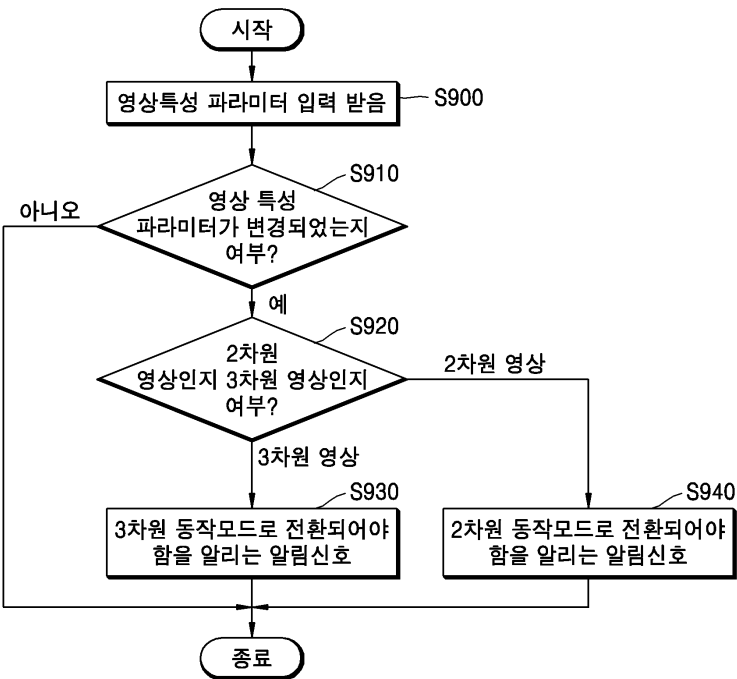 시작
영상특성 파라미터 입력 받음
S900
S910
영상 특성
파라미터가 변경되었는지
여부?
아니오
예
S920
2차원
영상인지 3차원 영상인지
여부?
2차원 영상
3차원 영상
S930
3차원 동작모드로 전환되어야
함을 알리는 알림신호
S940
2차원 동작모드로 전환되어야
함을 알리는 알림신호
종료